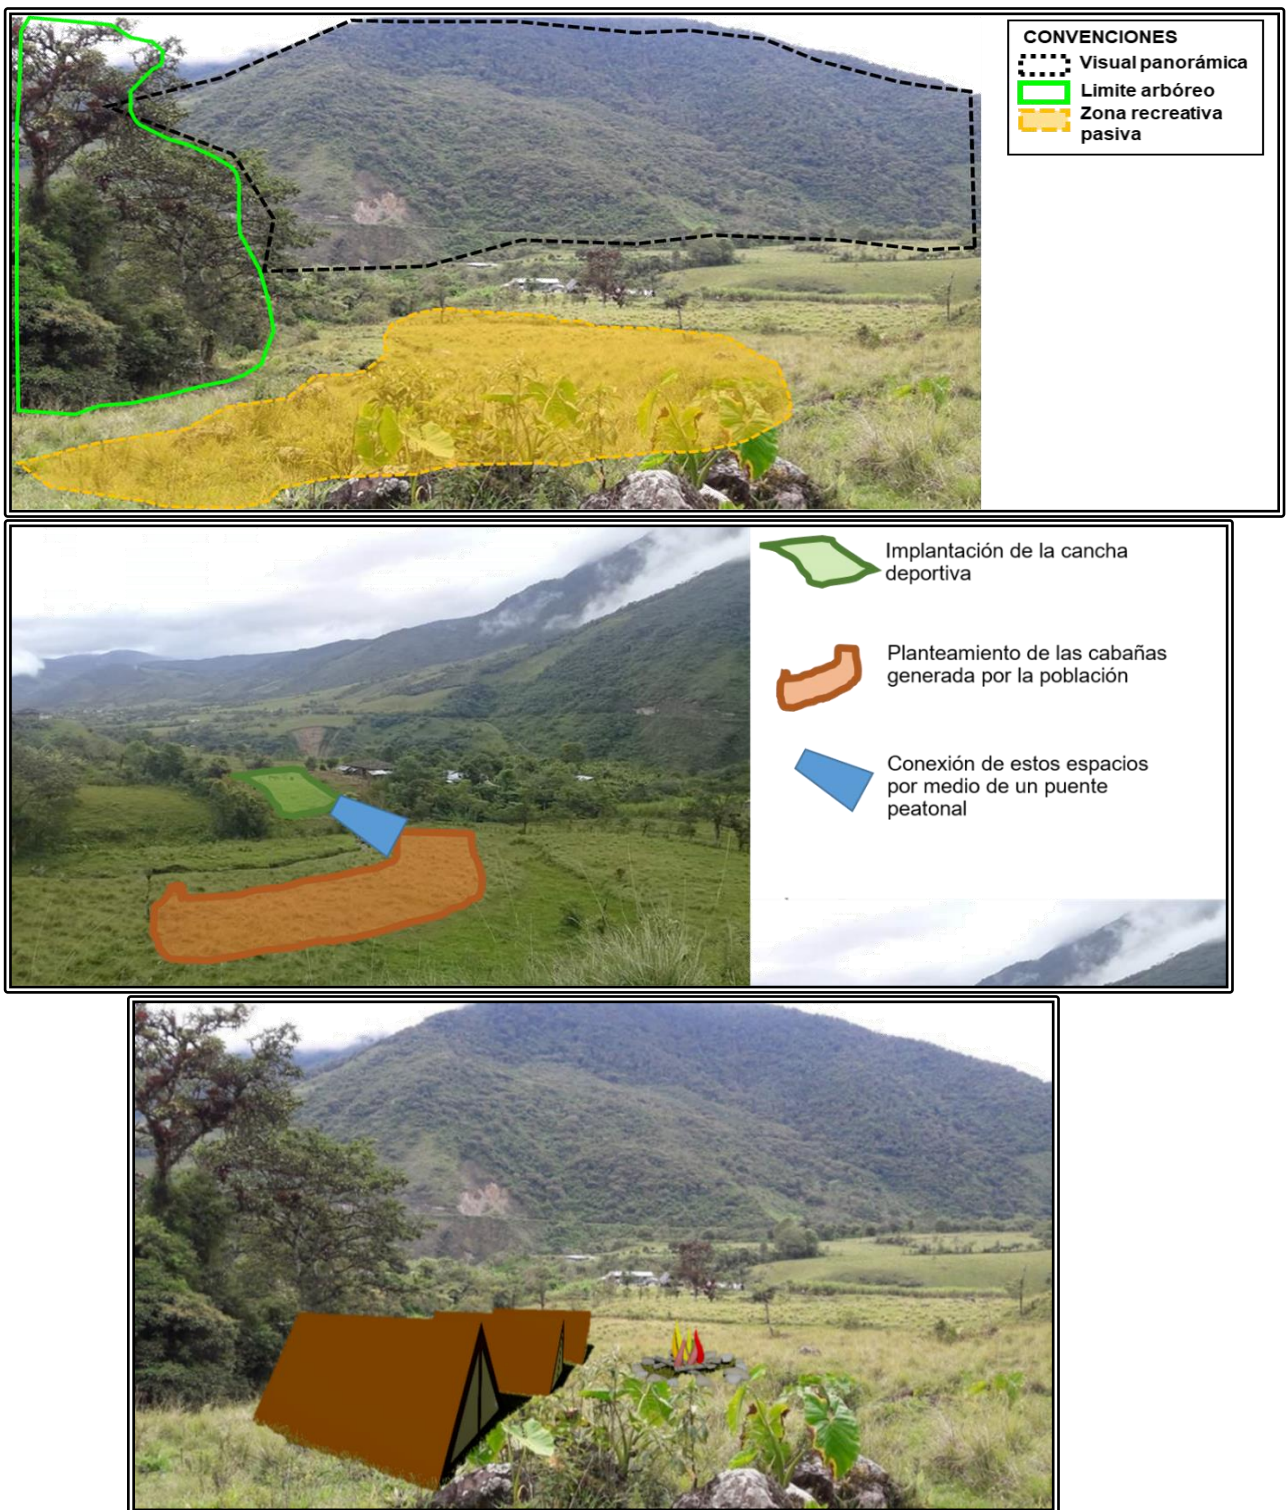 CONVENCIONES
Visual panorámica
Limite arbóreo
Zona recreativa
pasiva
Implantación de la cancha
deportiva
Planteamiento de las cabañas
generada por la población
Conexión de estos espacios
por medio de un puente
peatonal